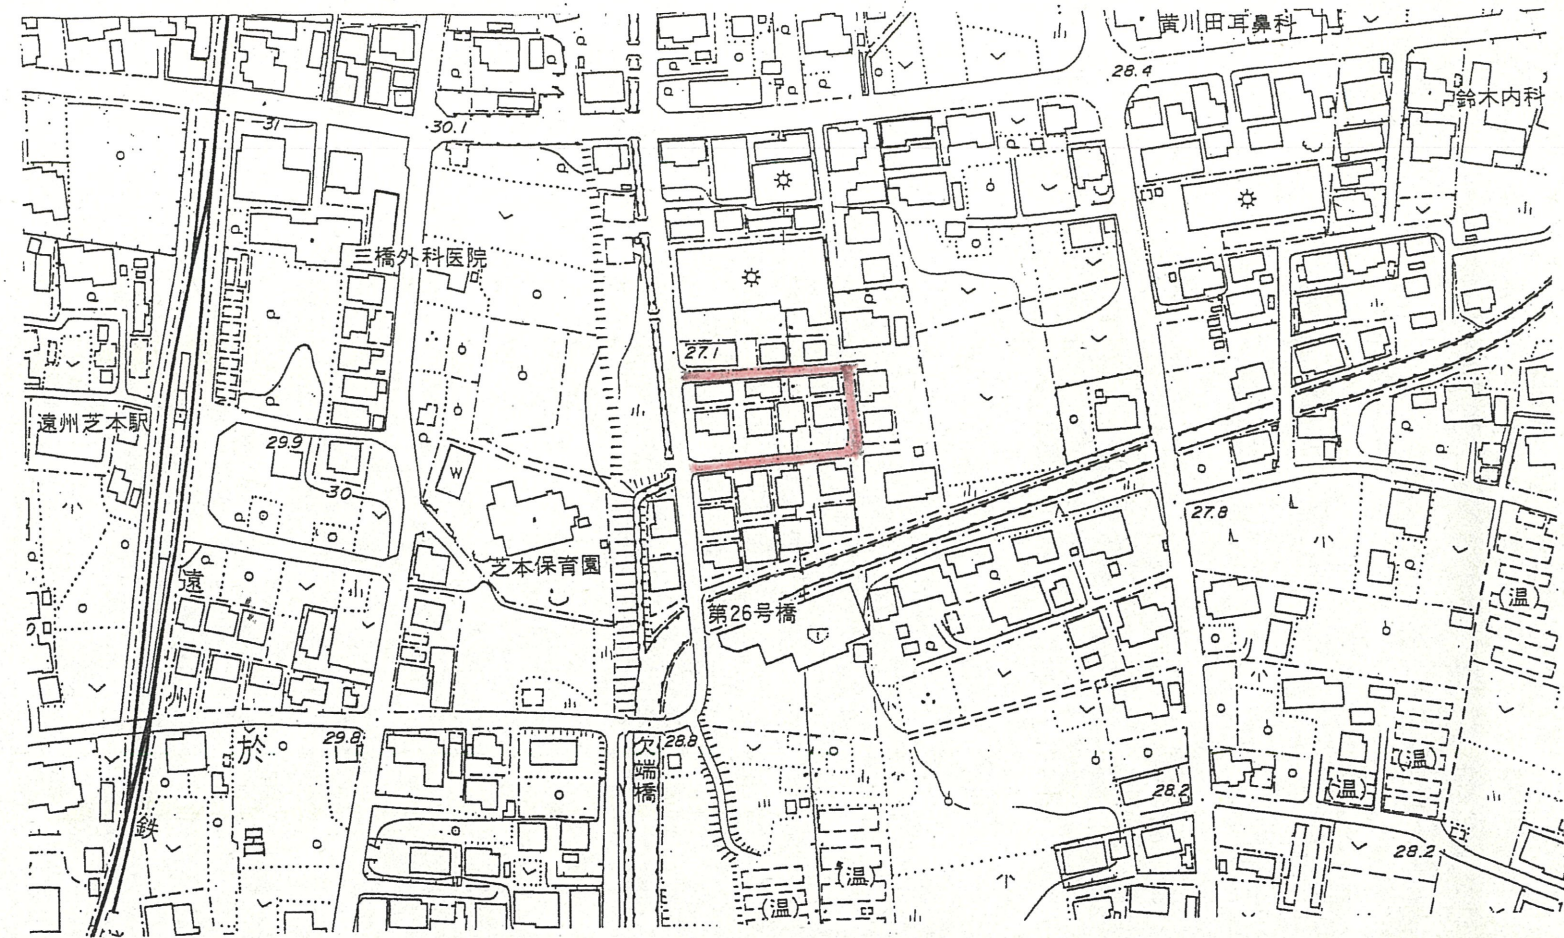 黄川田耳鼻科
28.4
鈴木内科
31
30.1
三橋外科医院
27.1
遠州芝本駅
29.9
30
27.8
芝本保育園
第26号橋
(温)
遠
州
29.8
於
28.8
欠端橋
(温)
(温)
28.2
鉄
呂
28.2
(温)
(温)